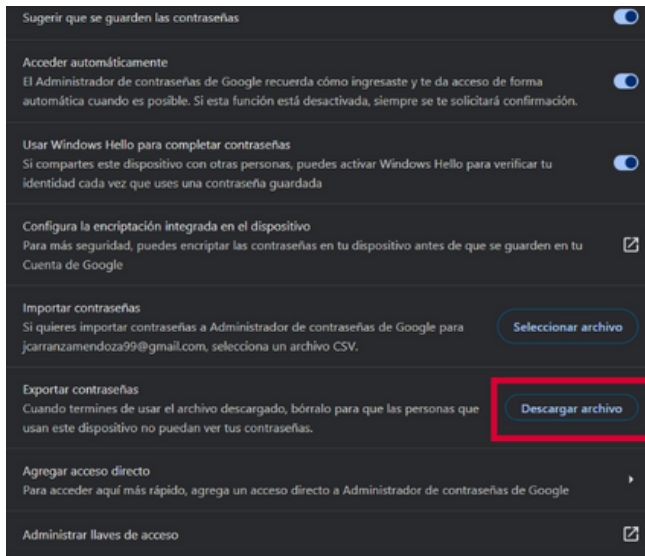 Sugerir que se guarden las contraseñas
Acceder automáticamente
El Administrador de contraseñas de Google recuerda cómo ingresaste y te da acceso de forma
automática cuando es posible. Si esta función está desactivada, siempre se te solicitará confirmación.
Usar Windows Hello para completar contraseñas
Si compartes este dispositivo con otras personas, puedes activar Windows Hello para verificar tu
identidad cada vez que uses una contraseña guardada
Configura la encriptación integrada en el dispositivo
Para más seguridad, puedes encriptar las contraseñas en tu dispositivo antes de que se guarden en tu
Cuenta de Google
Importar contraseñas
Si quieres importar contraseñas a Administrador de contraseñas de Google para
jcarranzamendoza99@gmail.com, selecciona un archivo CSV.
Seleccionar archivo
Exportar contraseñas
Cuando termines de usar el archivo descargado, bórralo para que las personas que
usan este dispositivo no puedan ver tus contraseñas.
Descargar archivo
Agregar acceso directo
Para acceder aquí más rápido, agrega un acceso directo a Administrador de contraseñas de Google
Administrar llaves de acceso